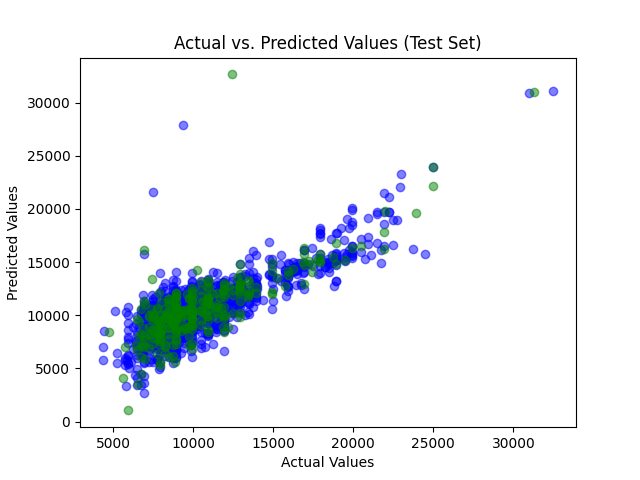 Actual vs. Predicted Values (Test Set)
Predicted Values
30000
25000
20000
15000
10000
5000
0
5000 10000 15000 20000 25000 30000
Actual Values